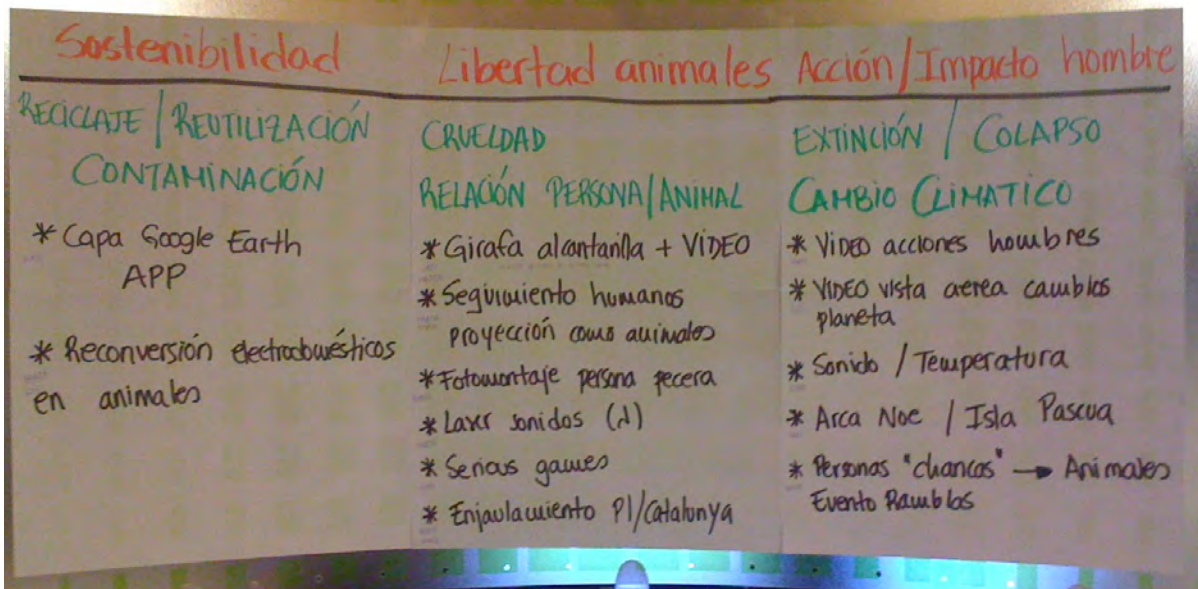 Sostenibilidad
RECICLAJE / REUTILIZACIÓN
CONTAMINACIÓN
* Capa Google Earth
APP
* Reconversión electrodomésticos
en animales
Libertad animales
CRUELDAD
RELACIÓN PERSONA/ANIMAL
* Girafa alcantarilla + VIDEO
* Seguimiento humanos
proyección como animales
* Fotomontaje persona pecera
* Laxer sonidos (λ)
* Serious games
* Enjaulamiento Pl/Catalunya
Acción/Impacto hombre
EXTINCIÓN / COLAPSO
CAMBIO CLIMATICO
* VIDEO acciones hombres
* VIDEO vista aerea cambios
planeta
* Sonido / Temperatura
* Arca Noe / Isla Pascua
* Personas "chancas" → Animales
Evento Ramblas